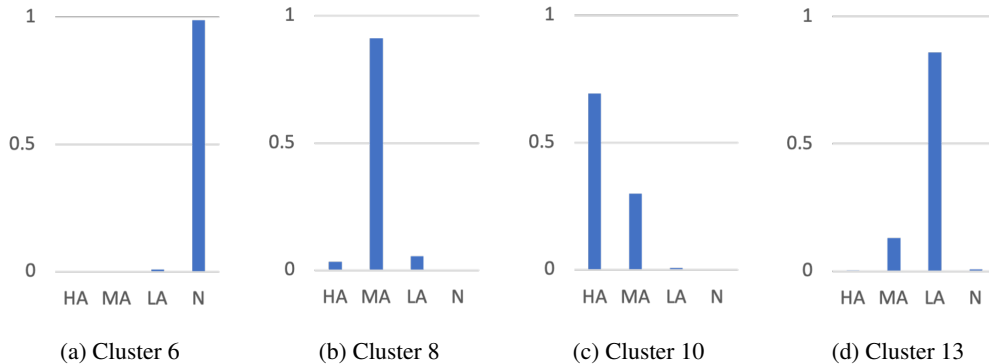 1
0.5
0
HA MA LA N
(a) Cluster 6
1
0.5
0
HA MA LA N
(b) Cluster 8
1
0.5
0
HA MA LA N
(c) Cluster 10
1
0.5
0
HA MA LA N
(d) Cluster 13